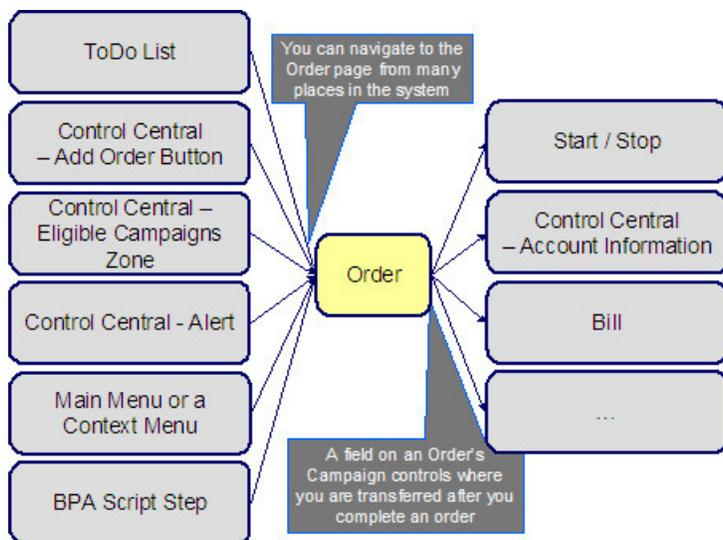 ToDo List
You can navigate to the
Order page from many
places in the system
Control Central
– Add Order Button
Control Central –
Eligible Campaigns
Zone
Control Central - Alert
Main Menu or a
Context Menu
BPA Script Step
Order
Start / Stop
Control Central
– Account Information
Bill
...
A field on an Order's
Campaign controls where
you are transferred after you
complete an order